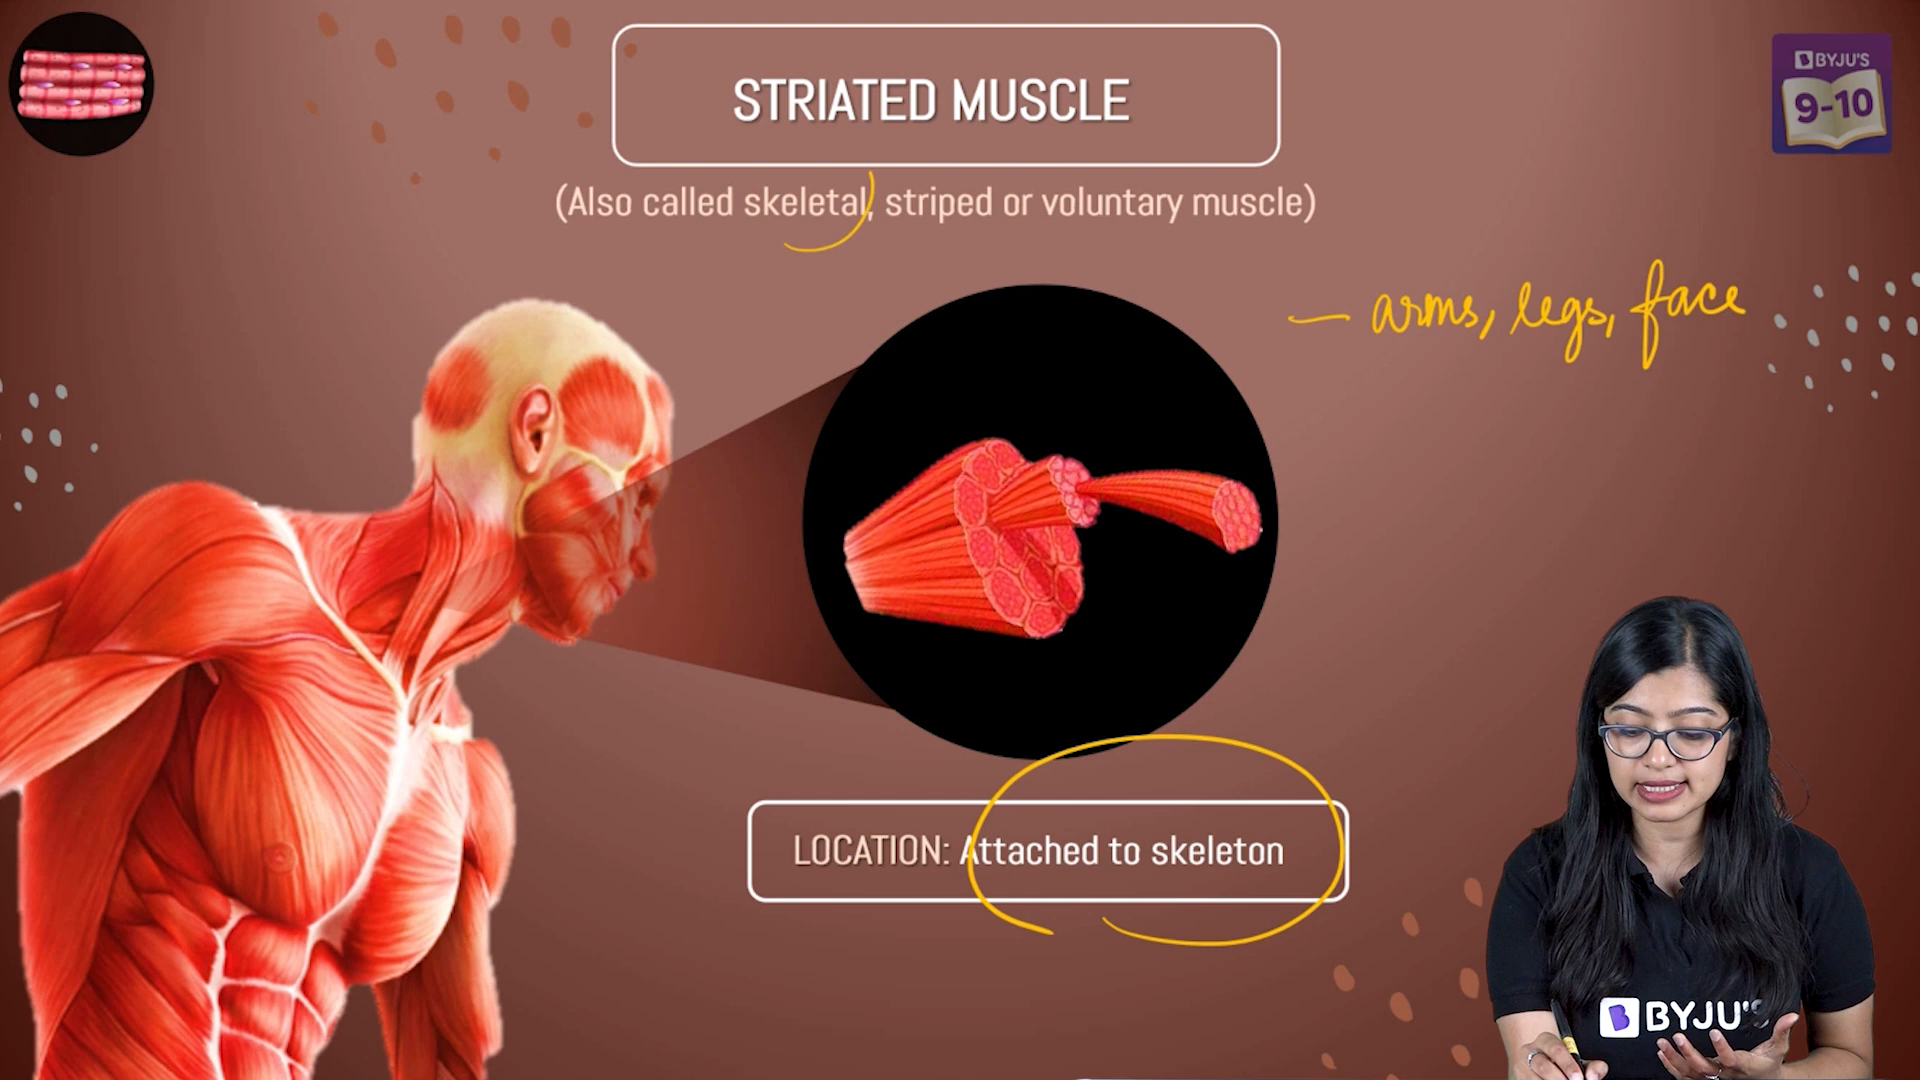 BYJU'S
9-10
STRIATED MUSCLE
(Also called skeletal, striped or voluntary muscle)
— arms, legs, face
LOCATION: Attached to skeleton
BYJU'S